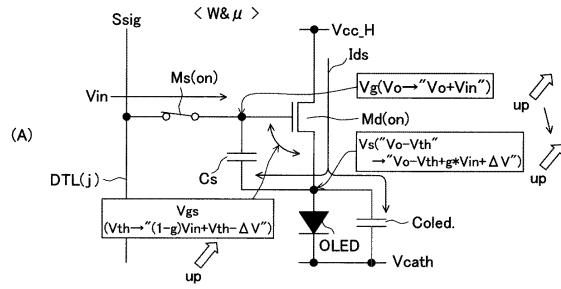 Ssig
< W&μ >
Vcc_H
Ids
Ms(on)
Vin
Vg(Vo→"Vo+Vin")
up
Md(on)
(A)
Vs("Vo-Vth"
→"Vo-Vth+g*Vin+ΔV")
up
Cs
DTL(j)
Vgs
(Vth→"(1-g)Vin+Vth-ΔV")
up
OLED
Coled.
Vcath